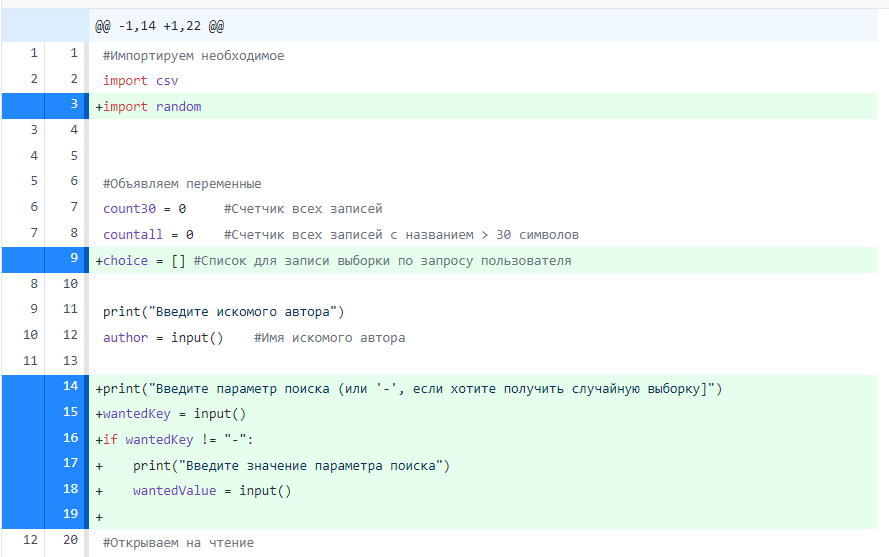 @@ -1,14 +1,22 @@
1 1 #Импортируем необходимое
2 2 import csv
3 +import random
3 4
4 5
5 6 #Объявляем переменные
6 7 count30 = 0 #Счетчик всех записей
7 8 countall = 0 #Счетчик всех записей с названием > 30 символов
9 +choice = [] #Список для записи выборки по запросу пользователя
8 10
9 11 print("Введите искомого автора")
10 12 author = input() #Имя искомого автора
11 13
14 +print("Введите параметр поиска (или '-', если хотите получить случайную выборку]")
15 +wantedKey = input()
16 +if wantedKey != "-":
17 + print("Введите значение параметра поиска")
18 + wantedValue = input()
19 +
12 20 #Открываем на чтение